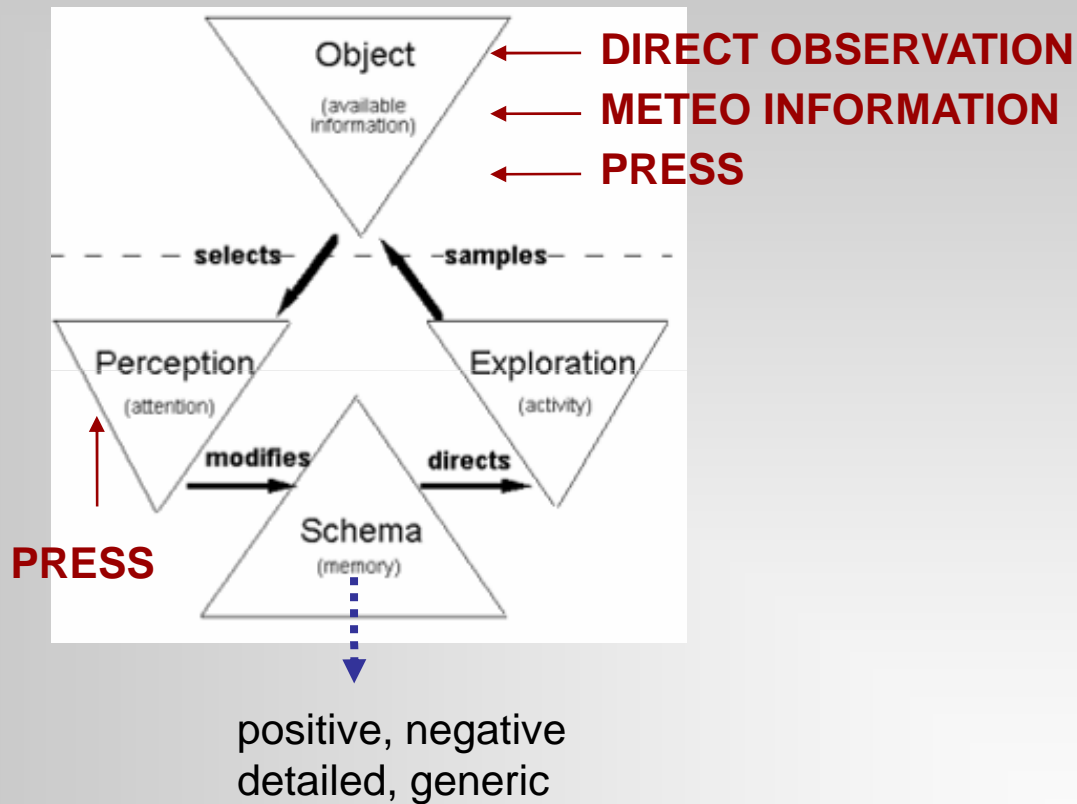 Object
(available
information)
DIRECT OBSERVATION
METEO INFORMATION
PRESS
selects
samples
Perception
(attention)
Exploration
(activity)
modifies
directs
Schema
(memory)
PRESS
positive, negative
detailed, generic